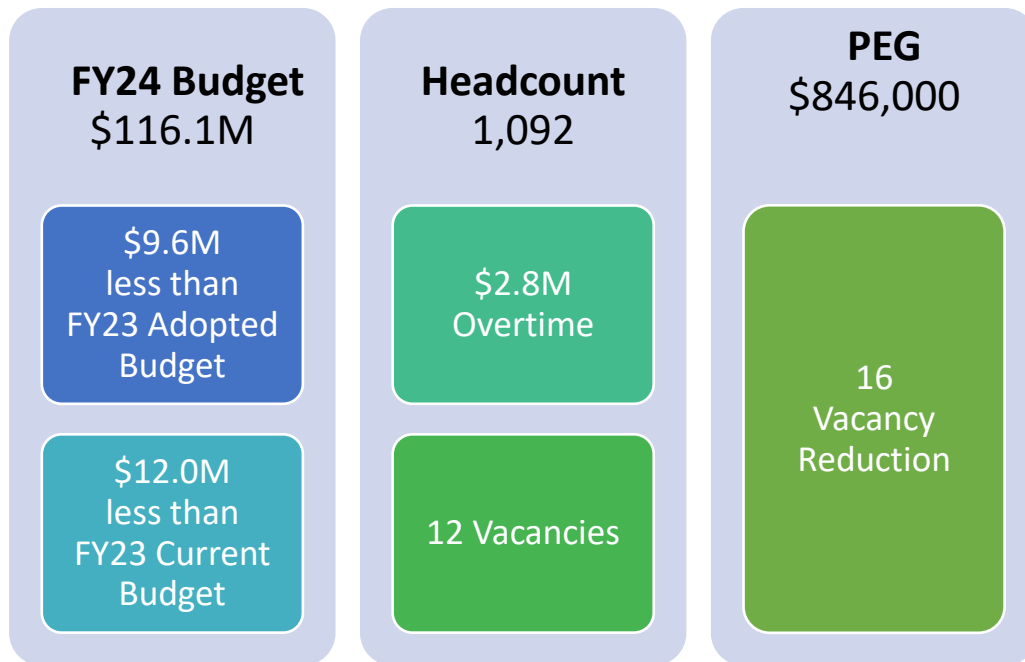 FY24 Budget
$116.1M
$9.6M
less than
FY23 Adopted
Budget
$12.0M
less than
FY23 Current
Budget
Headcount
1,092
$2.8M
Overtime
12 Vacancies
PEG
$846,000
16
Vacancy
Reduction